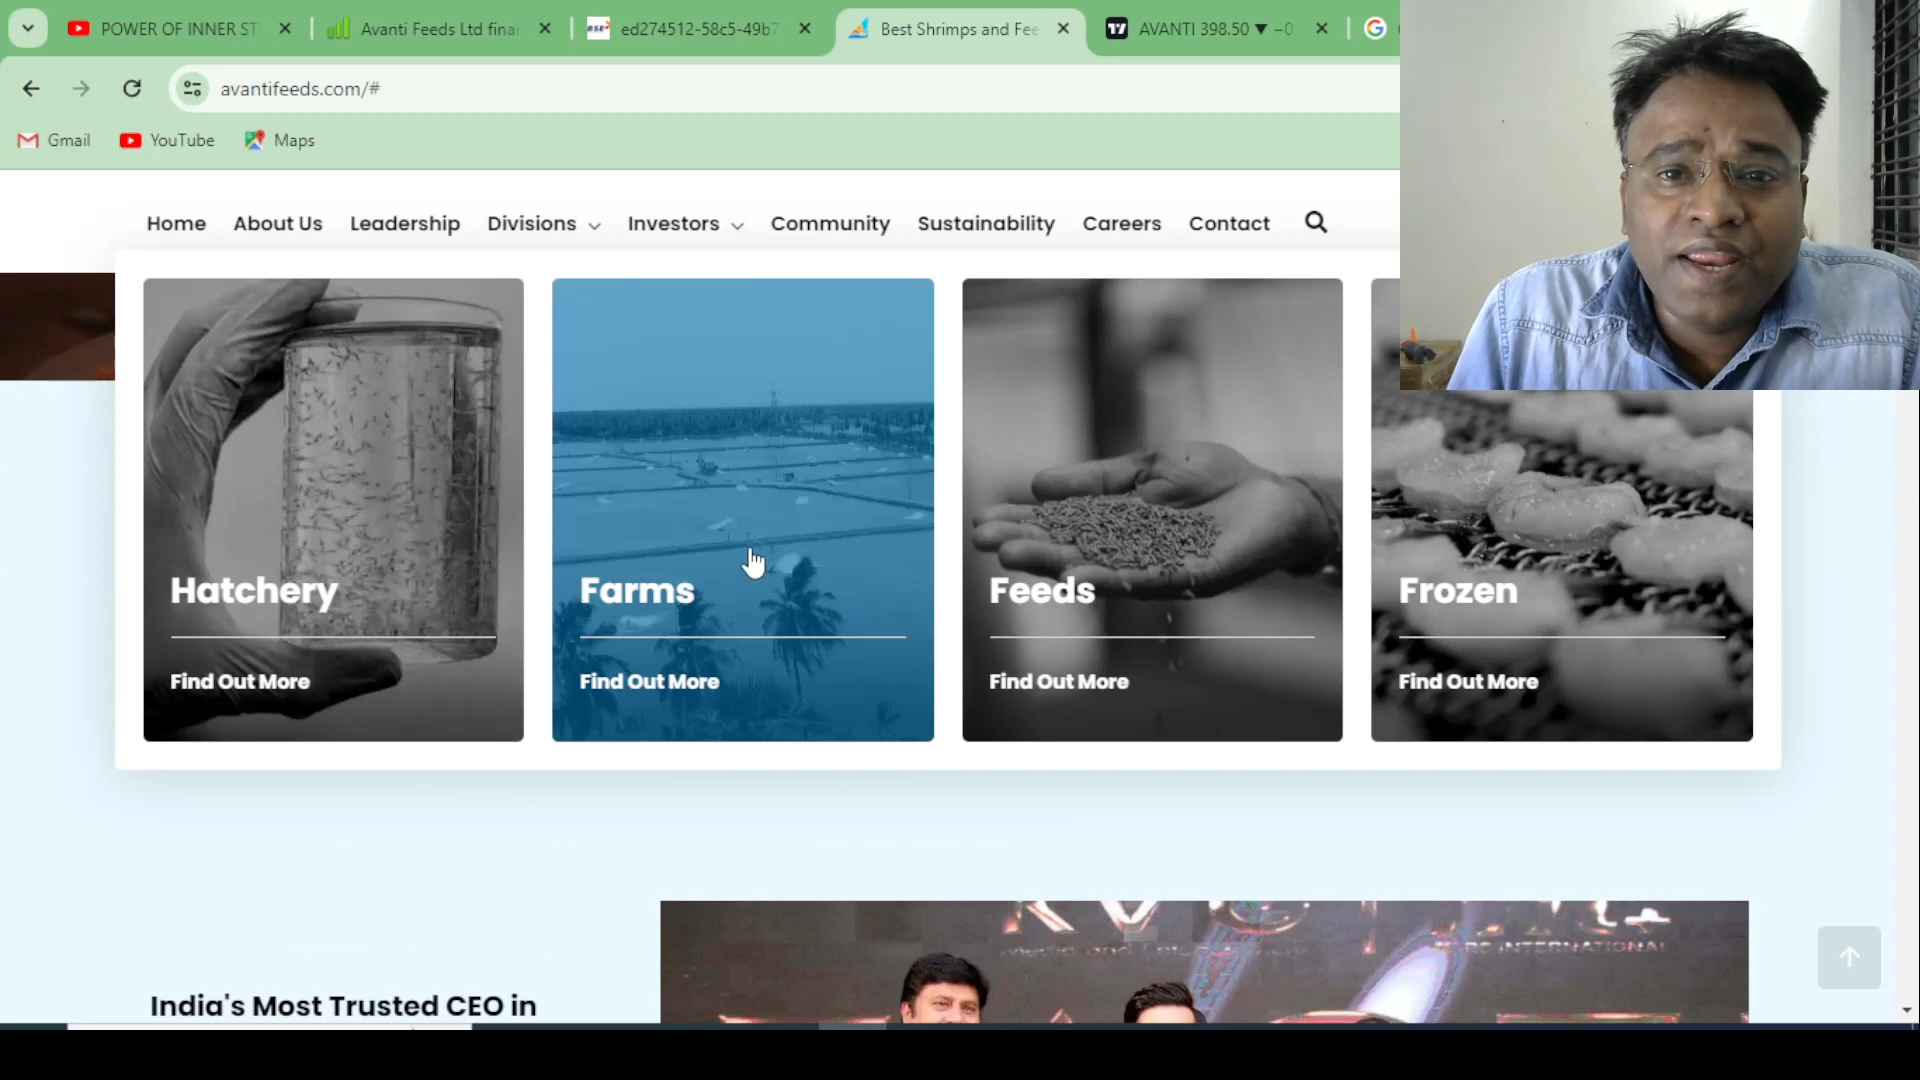 POWER OF INNER ST
Avanti Feeds Ltd fina
BSE
ed274512-58c5-49b7
Best Shrimps and Fee
AVANTI 398.50 ▼ −0
avantifeeds.com/#
Gmail
YouTube
Maps
Home
About Us
Leadership
Divisions
Investors
Community
Sustainability
Careers
Contact
Hatchery
Find Out More
Farms
Find Out More
Feeds
Find Out More
Frozen
Find Out More
India's Most Trusted CEO in
INTERNATIONAL